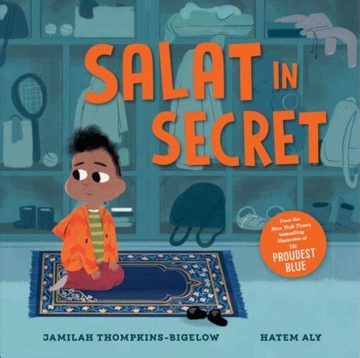 SALAT IN
SECRET
From the
New York Times
bestselling
illustrator of
THE
PROUDEST
BLUE
JAMILAH THOMPKINS-BIGELOW HATEM ALY